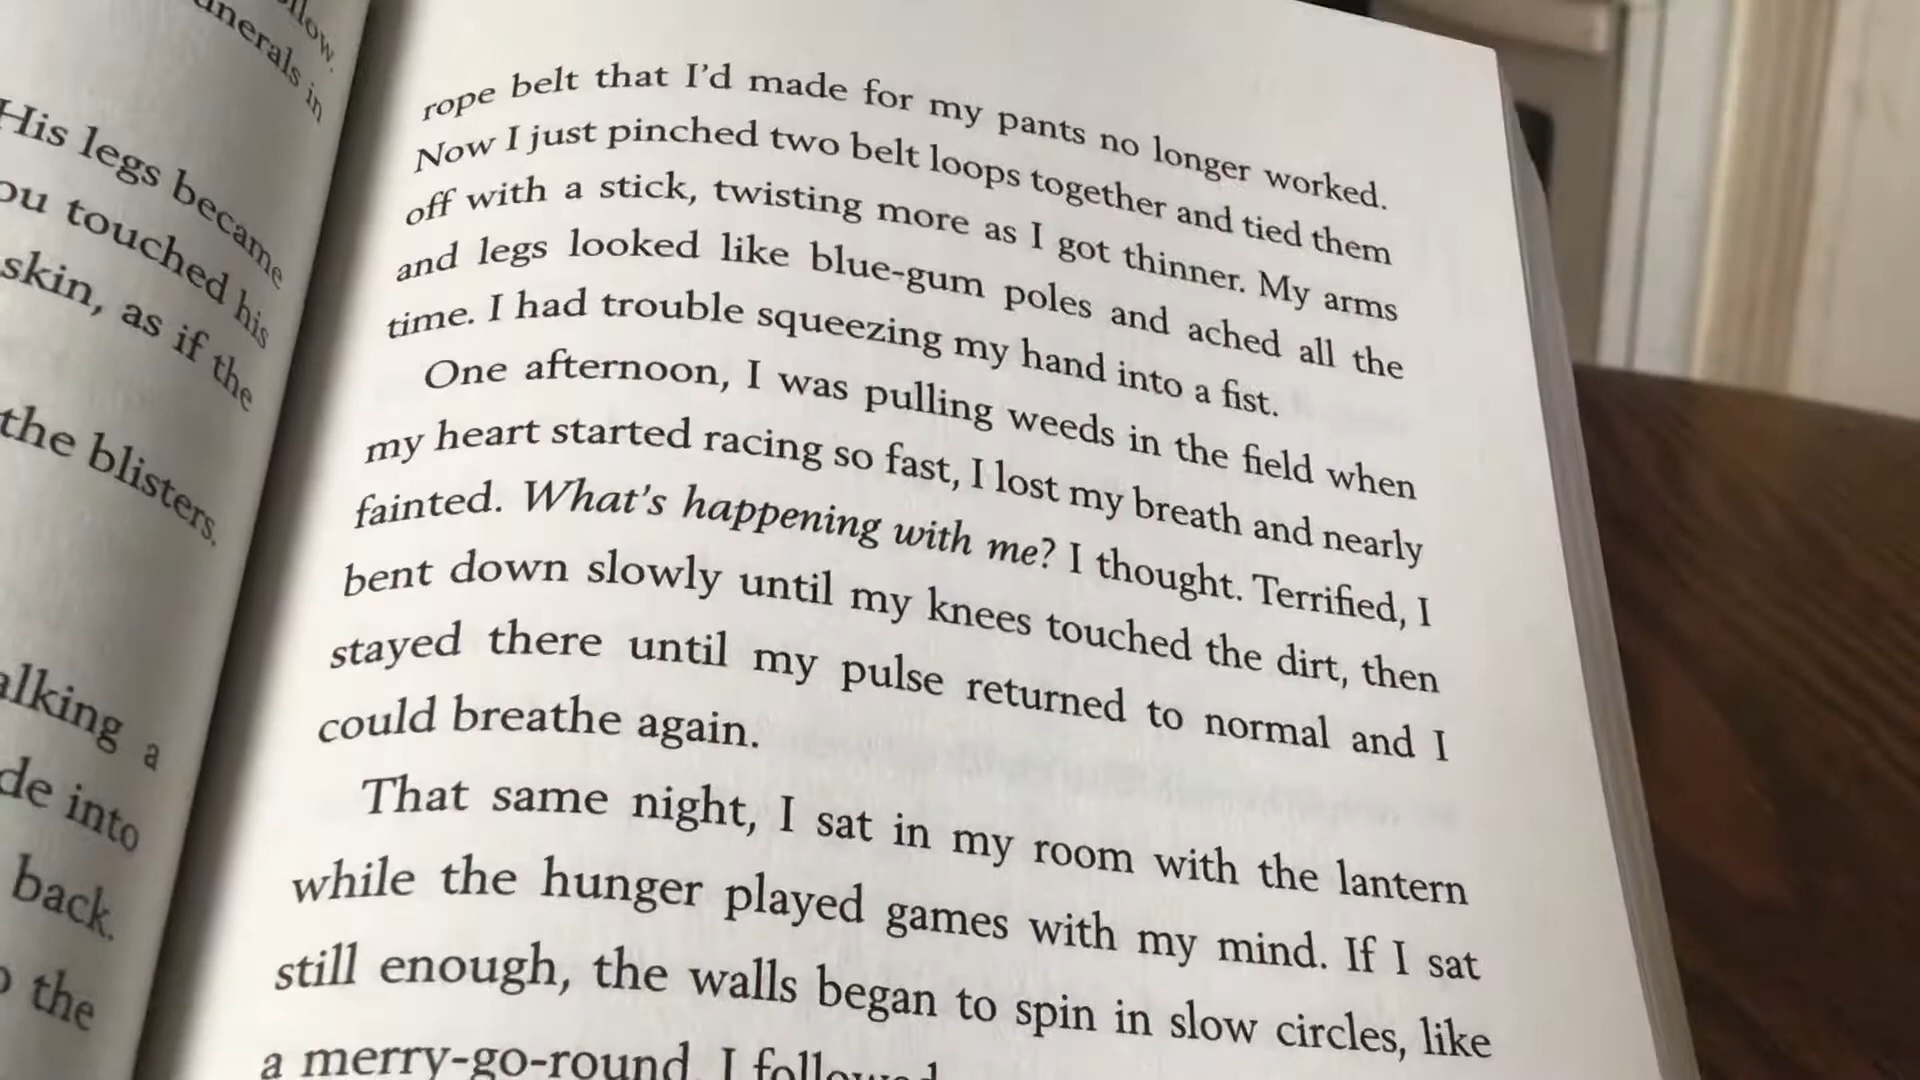 llow.
unerals in
His legs became
ou touched his
skin, as if the
the blisters.
alking a
de into
back.
the
rope belt that I'd made for my pants no longer worked.
Now I just pinched two belt loops together and tied them
off with a stick, twisting more as I got thinner. My arms
and legs looked like blue-gum poles and ached all the
time. I had trouble squeezing my hand into a fist.
One afternoon, I was pulling weeds in the field when
my heart started racing so fast, I lost my breath and nearly
fainted. What's happening with me? I thought. Terrified, I
bent down slowly until my knees touched the dirt, then
stayed there until my pulse returned to normal and I
could breathe again.
That same night, I sat in my room with the lantern
while the hunger played games with my mind. If I sat
still enough, the walls began to spin in slow circles, like
a merry-go-round. I followed